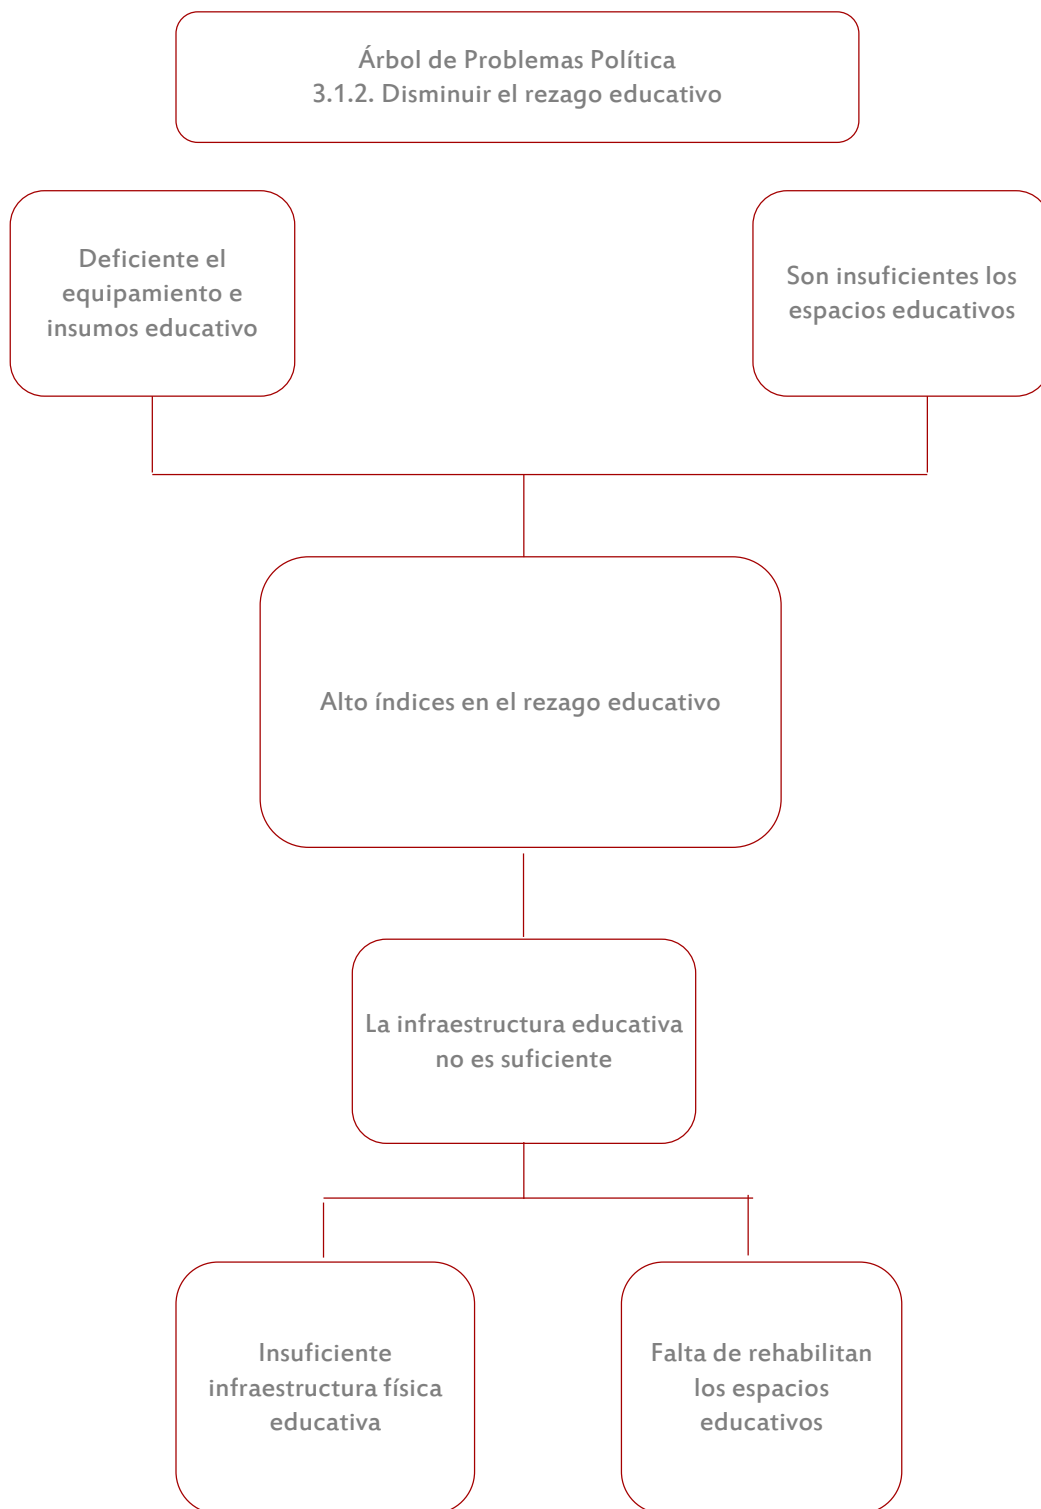 Árbol de Problemas Política
3.1.2. Disminuir el rezago educativo
Deficiente el
equipamiento e
insumos educativo
Son insuficientes los
espacios educativos
Alto índices en el rezago educativo
La infraestructura educativa
no es suficiente
Insuficiente
infraestructura física
educativa
Falta de rehabilitan
los espacios
educativos